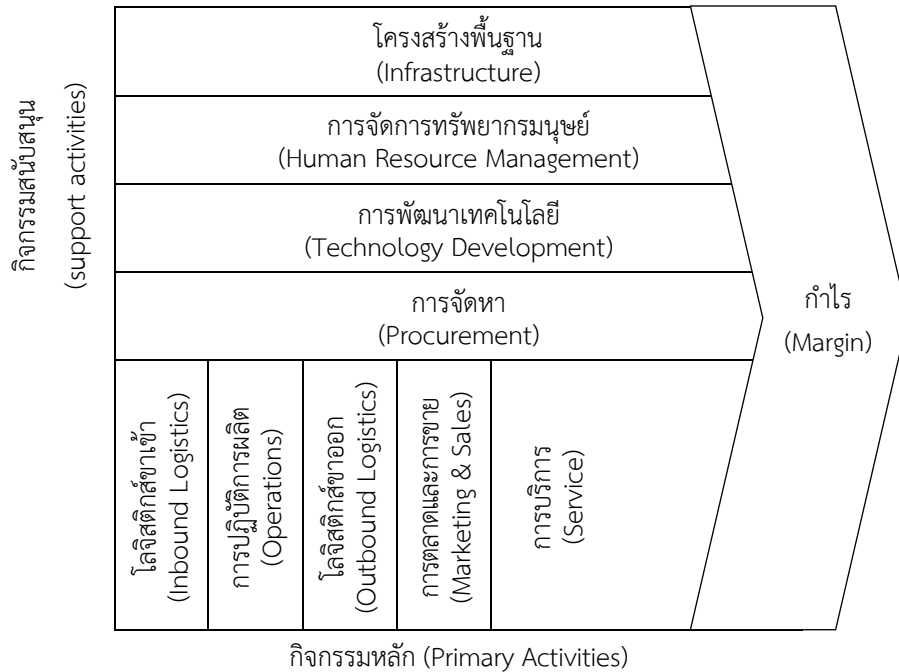 กิจกรรมสนับสนุน
(support activities)
โครงสร้างพื้นฐาน
(Infrastructure)
การจัดการทรัพยากรมนุษย์
(Human Resource Management)
การพัฒนาเทคโนโลยี
(Technology Development)
การจัดหา
(Procurement)
โลจิสติกส์ขาเข้า
(Inbound Logistics)
การปฏิบัติการผลิต
(Operations)
โลจิสติกส์ขาออก
(Outbound Logistics)
การตลาดและการขาย
(Marketing & Sales)
การบริการ
(Service)
กำไร
(Margin)
กิจกรรมหลัก (Primary Activities)